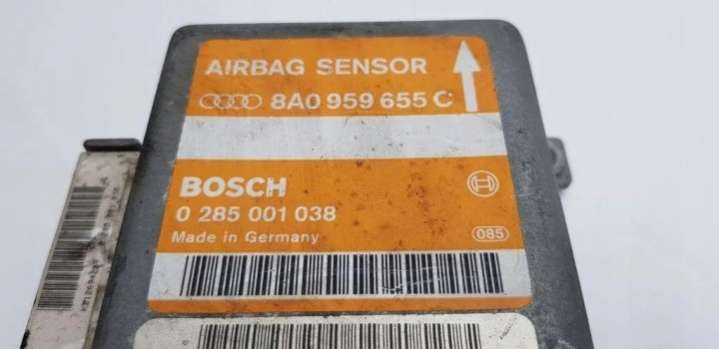 AIRBAG SENSOR
8A0 959 655 C
BOSCH
0 285 001 038
Made in Germany
085